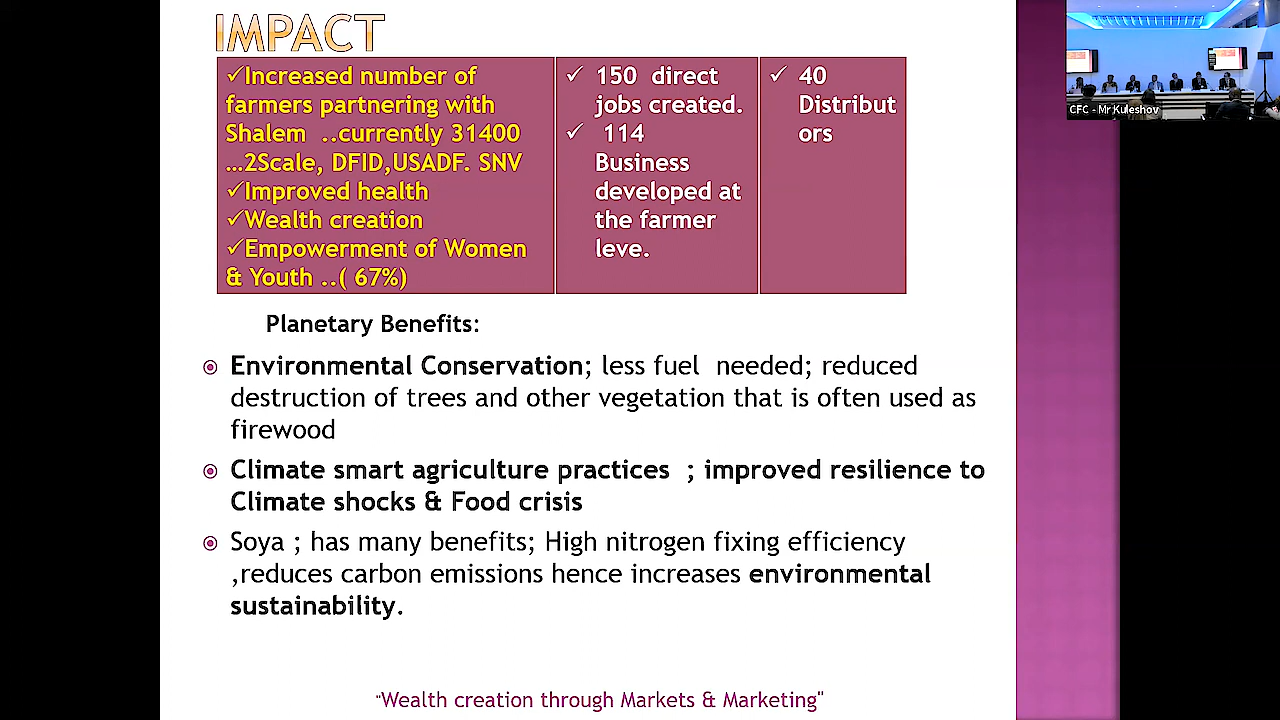 IMPACT
✓Increased number of
farmers partnering with
Shalem ..currently 31400
…2Scale, DFID,USADF. SNV
✓Improved health
✓Wealth creation
✓Empowerment of Women
& Youth ..( 67%)
✓ 150 direct
jobs created.
✓ 114
Business
developed at
the farmer
leve.
✓ 40
Distribut
ors
Planetary Benefits:
Environmental Conservation; less fuel needed; reduced
destruction of trees and other vegetation that is often used as
firewood
Climate smart agriculture practices ; improved resilience to
Climate shocks & Food crisis
Soya ; has many benefits; High nitrogen fixing efficiency
,reduces carbon emissions hence increases environmental
sustainability.
"Wealth creation through Markets & Marketing"
CFC - Mr Kuleshov